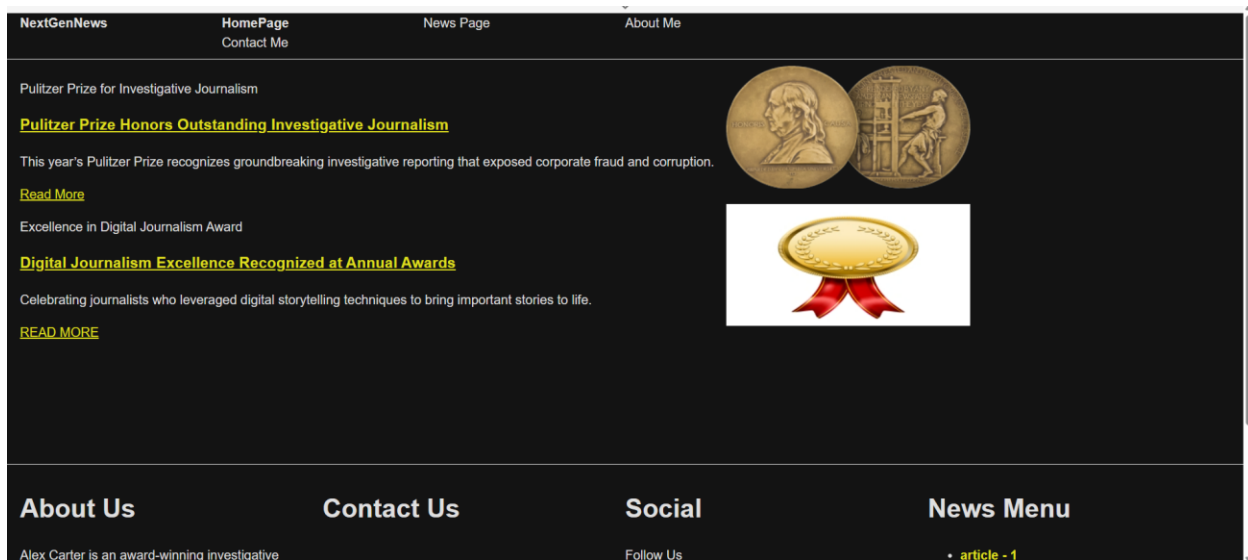 NextGenNews HomePage News Page About Me
Contact Me
Pulitzer Prize for Investigative Journalism
Pulitzer Prize Honors Outstanding Investigative Journalism
This year's Pulitzer Prize recognizes groundbreaking investigative reporting that exposed corporate fraud and corruption.
Read More
Excellence in Digital Journalism Award
Digital Journalism Excellence Recognized at Annual Awards
Celebrating journalists who leveraged digital storytelling techniques to bring important stories to life.
READ MORE
About Us Contact Us Social News Menu
Alex Carter is an award-winning investigative Follow Us • article - 1